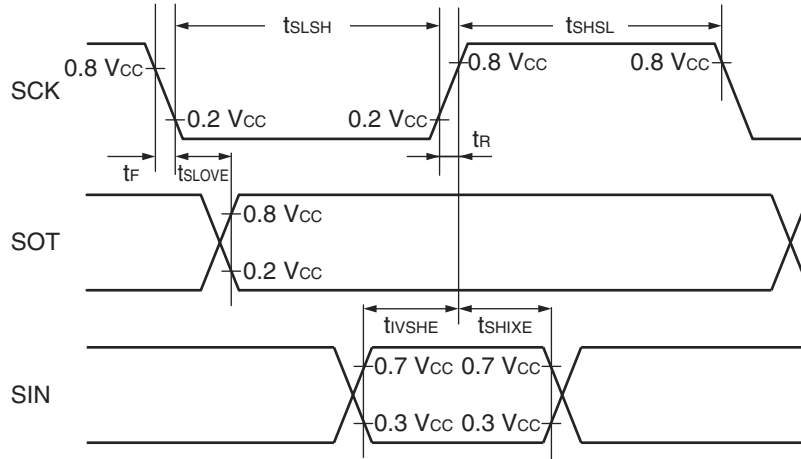 tSLSH
tSHSL
0.8 VCC
0.8 VCC
0.8 VCC
SCK
0.2 VCC
0.2 VCC
tR
tF
tSLOVE
0.8 VCC
SOT
0.2 VCC
tIVSHE
tSHIXE
0.7 VCC
0.7 VCC
SIN
0.3 VCC
0.3 VCC